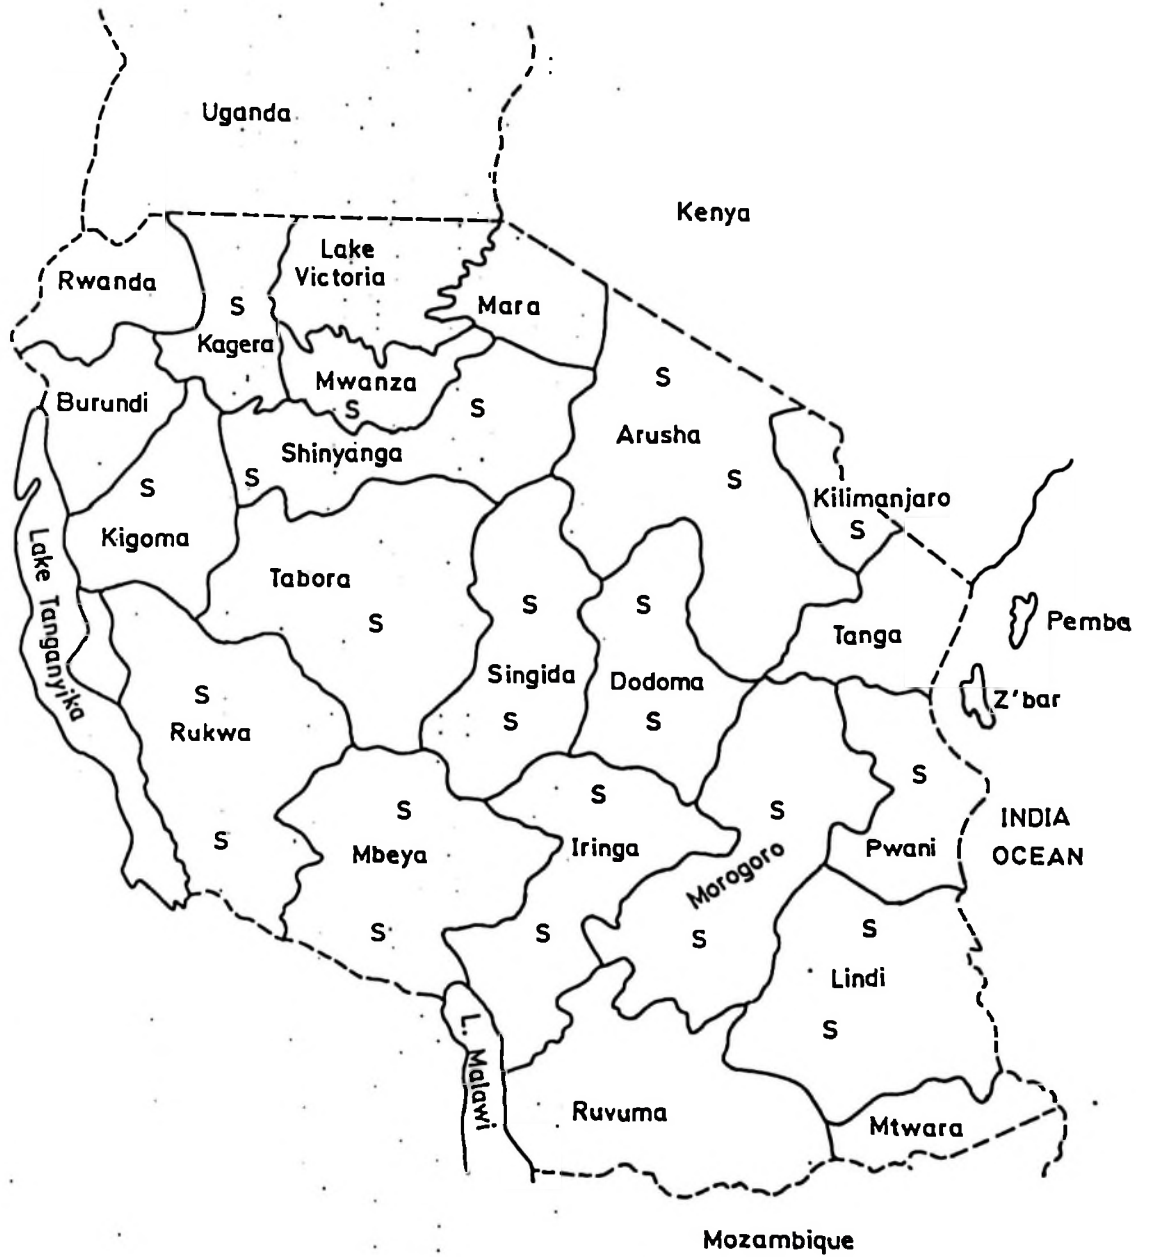 Uganda
Kenya
Lake
Victoria
Rwanda
S
Mara
Kagera
Mwanza
S
Burundi
S
S
Arusha
Shinyanga
S
S
S
Kilimanjaro
S
Kigoma
Lake Tanganyika
Tabora
S
S
S
Tanga
Pemba
Singida
Dodoma
S
Rukwa
Z'bar
S
S
S
S
S
S
INDIA
OCEAN
S
Mbeya
Iringa
Morogoro
Pwani
S
S
S
S
Lindi
S
L. Malawi
Ruvuma
Mtwara
Mozambique